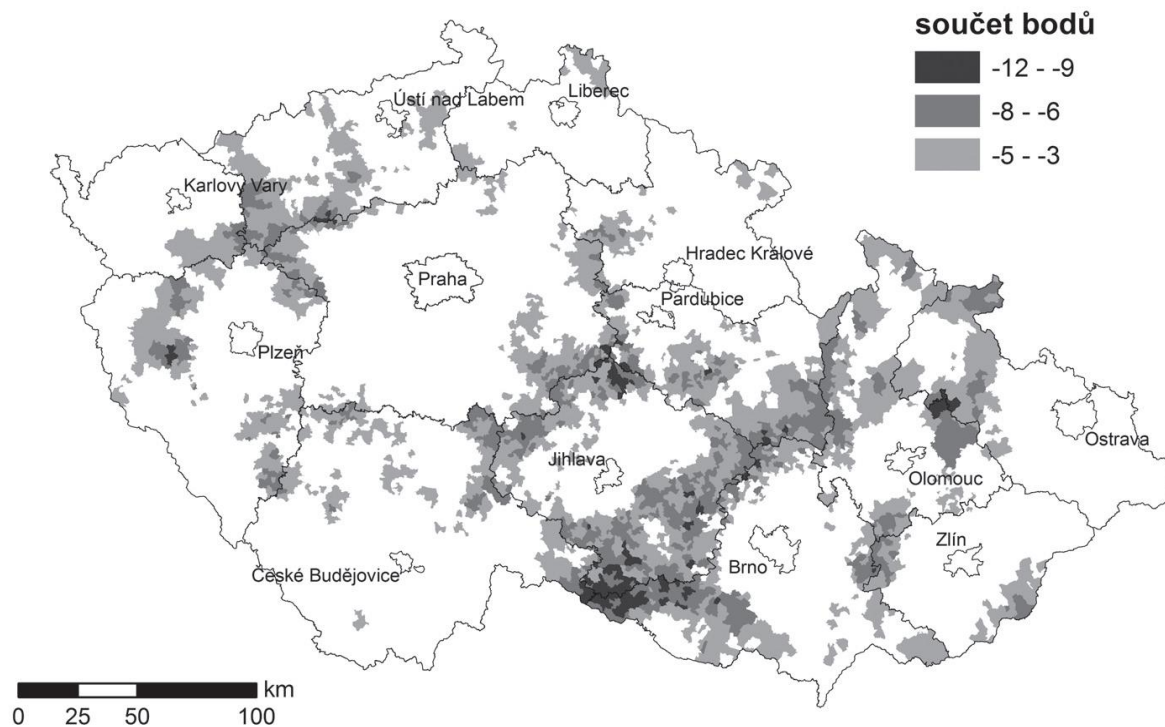 součet bodů
-12 - -9
-8 - -6
-5 - -3
Ústí nad Labem
Liberec
Karlovy Vary
Hradec Králové
Praha
Pardubice
Plzeň
Ostrava
Jihlava
Olomouc
Zlín
Brno
České Budějovice
km
0 25 50 100